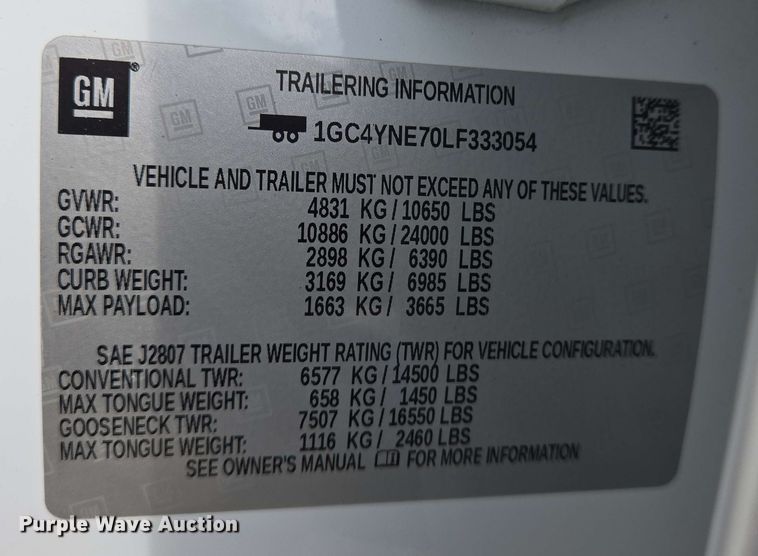 GM ®
TRAILERING INFORMATION
1GC4YNE70LF333054
VEHICLE AND TRAILER MUST NOT EXCEED ANY OF THESE VALUES.
GVWR: 4831 KG/10650 LBS
GCWR: 10886 KG/24000 LBS
RGAWR: 2898 KG/ 6390 LBS
CURB WEIGHT: 3169 KG/ 6985 LBS
MAX PAYLOAD: 1663 KG/ 3665 LBS
SAE J2807 TRAILER WEIGHT RATING (TWR) FOR VEHICLE CONFIGURATION.
CONVENTIONAL TWR: 6577 KG/14500 LBS
MAX TONGUE WEIGHT: 658 KG/ 1450 LBS
GOOSENECK TWR: 7507 KG/16550 LBS
MAX TONGUE WEIGHT: 1116 KG/ 2460 LBS
SEE OWNER'S MANUAL FOR MORE INFORMATION
Purple Wave Auction